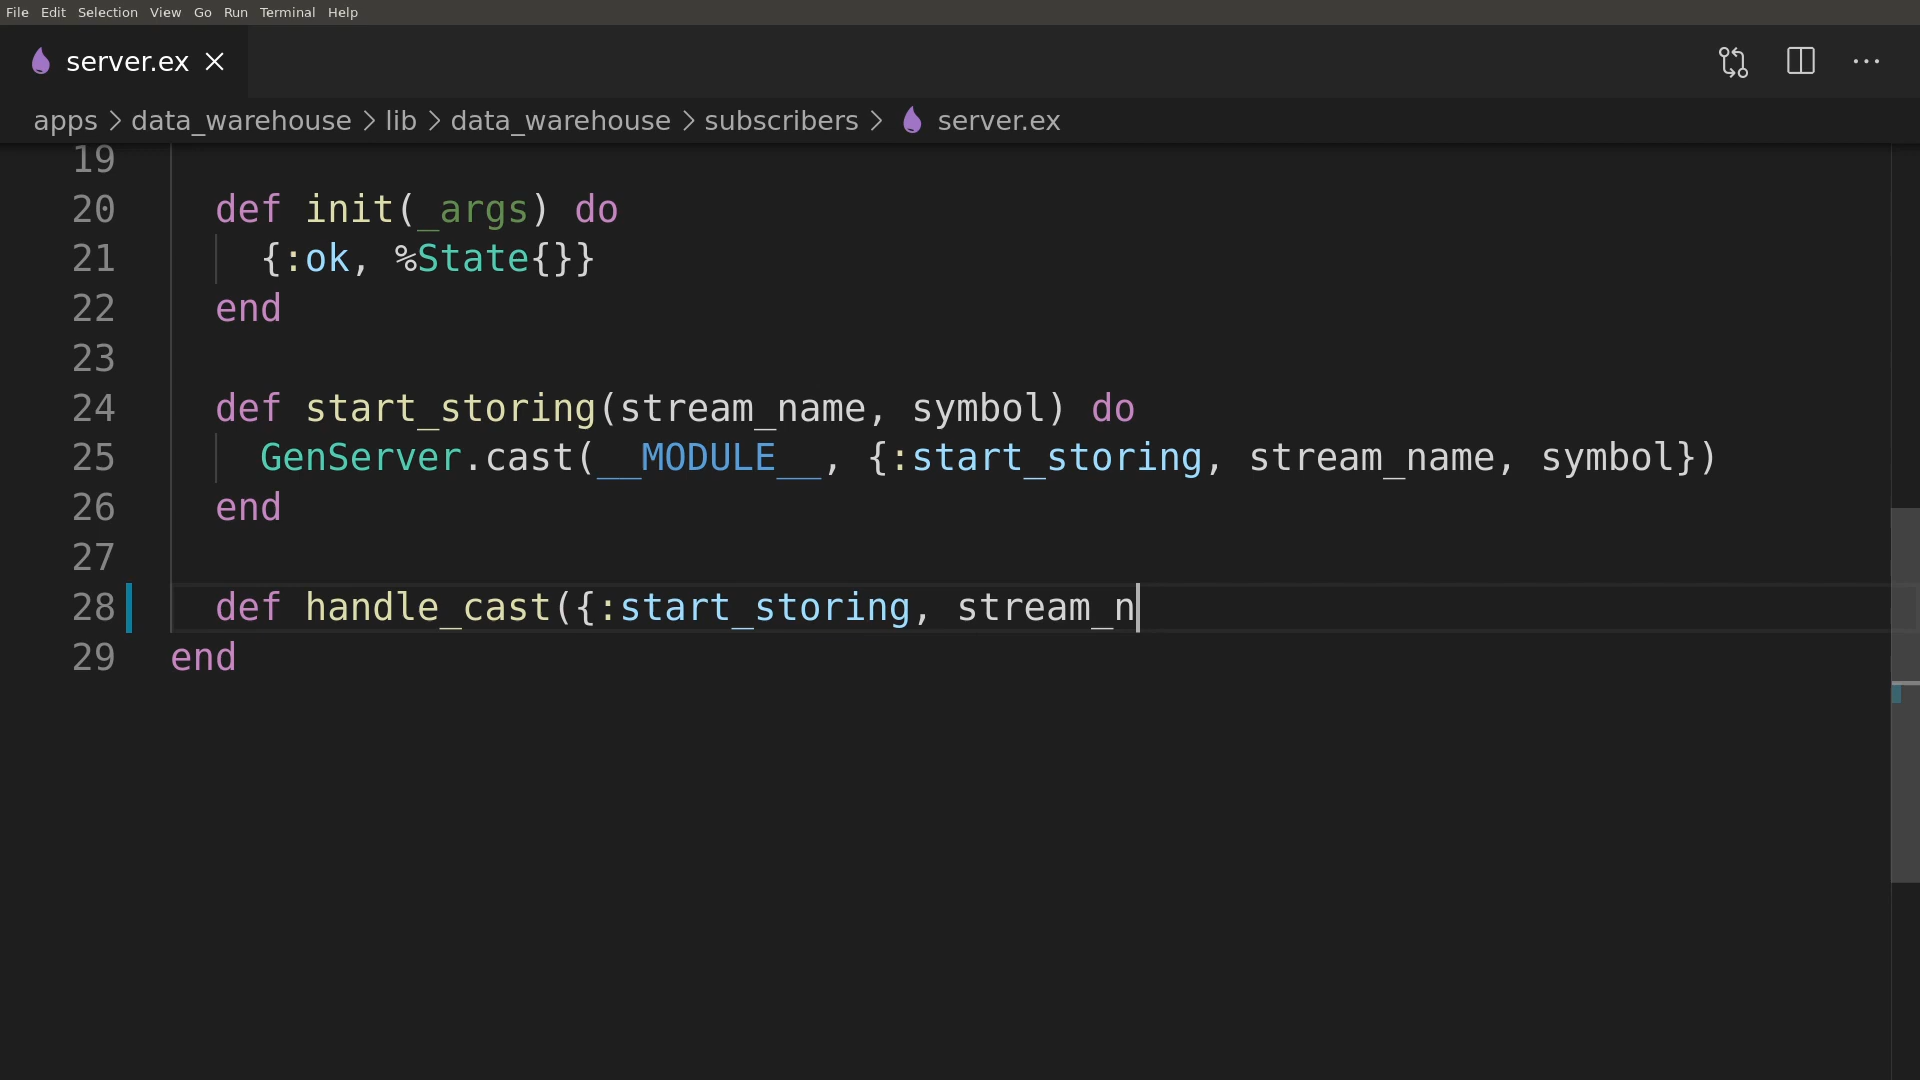 File Edit Selection View Go Run Terminal Help
server.ex
apps > data_warehouse > lib > data_warehouse > subscribers > server.ex
19
20 def init(_args) do
21 {:ok, %State{}}
22 end
23
24 def start_storing(stream_name, symbol) do
25 GenServer.cast(__MODULE__, {:start_storing, stream_name, symbol})
26 end
27
28 def handle_cast({:start_storing, stream_n
29 end